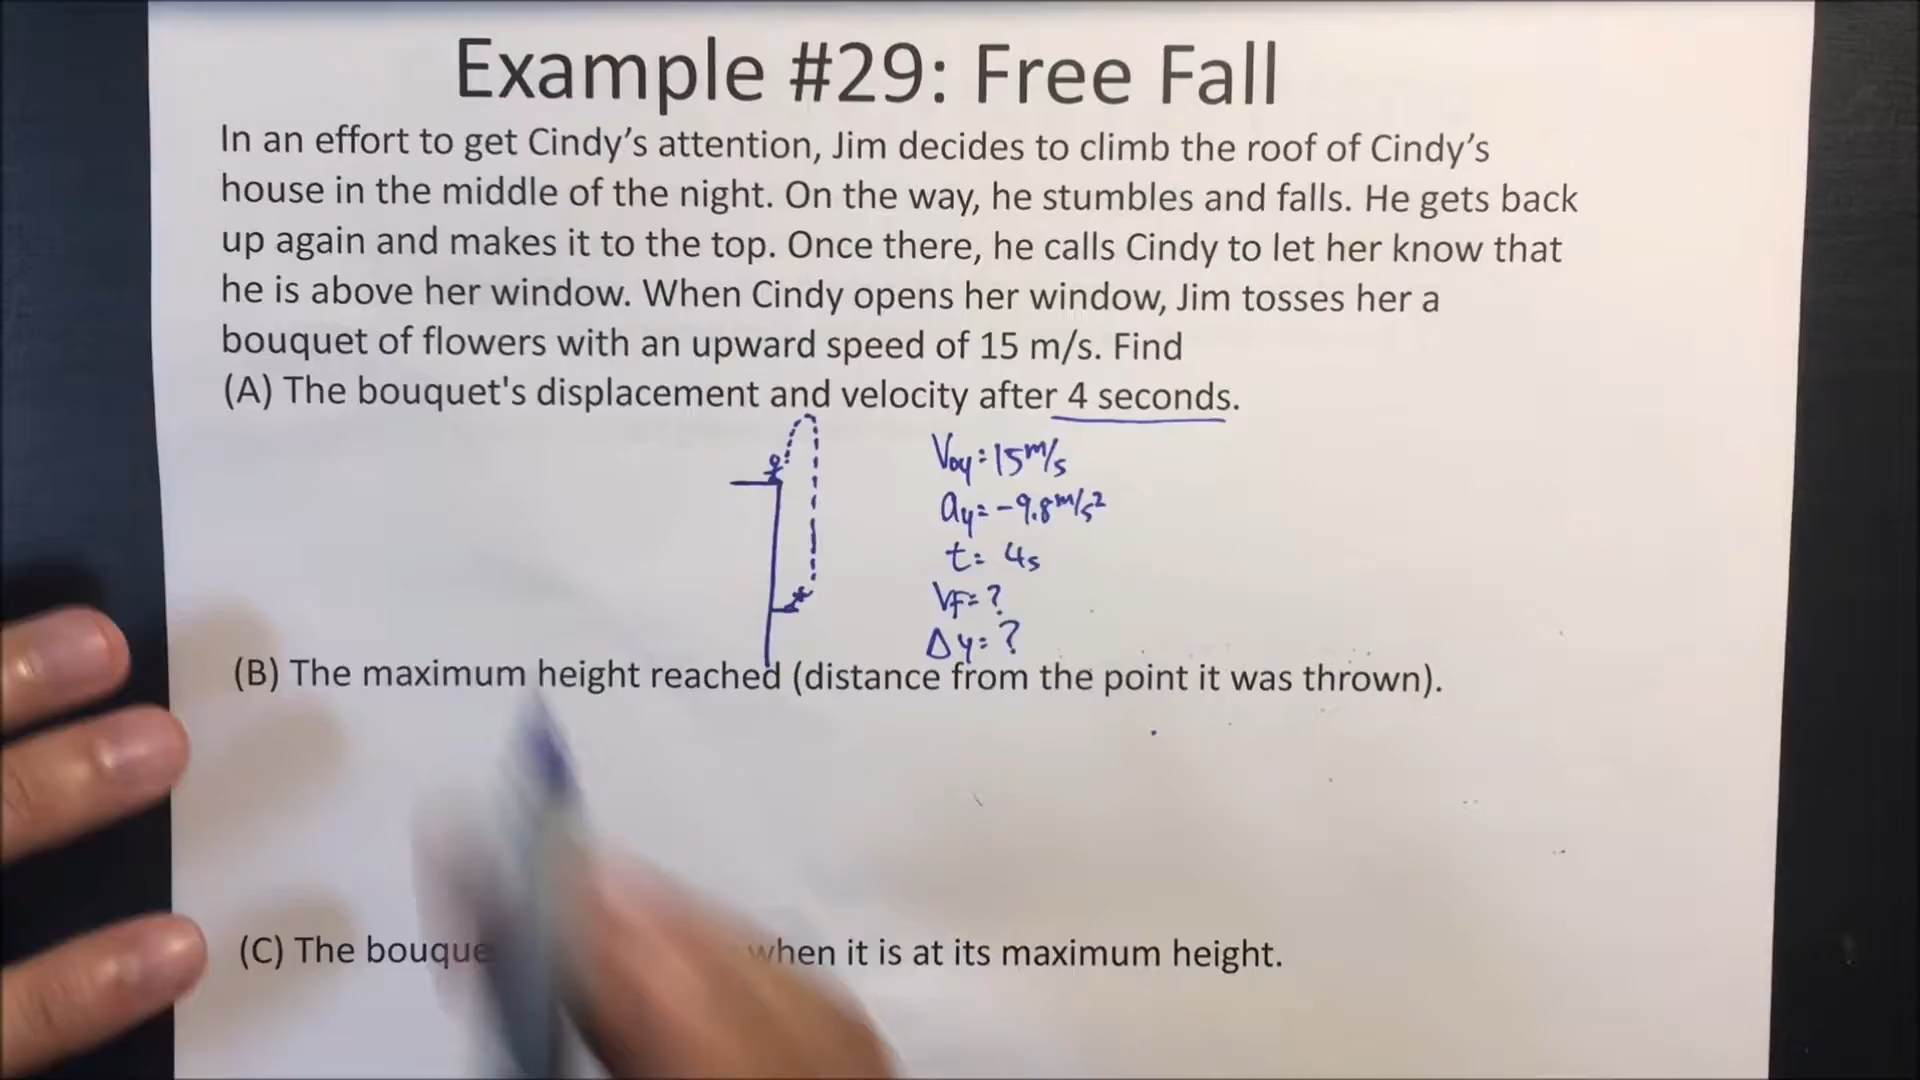 Example #29: Free Fall
In an effort to get Cindy's attention, Jim decides to climb the roof of Cindy's
house in the middle of the night. On the way, he stumbles and falls. He gets back
up again and makes it to the top. Once there, he calls Cindy to let her know that
he is above her window. When Cindy opens her window, Jim tosses her a
bouquet of flowers with an upward speed of 15 m/s. Find
(A) The bouquet's displacement and velocity after 4 seconds.
Voy = 15 m/s
ay = -9.8 m/s²
t = 4s
VF = ?
Δy = ?
(B) The maximum height reached (distance from the point it was thrown).
(C) The bouque when it is at its maximum height.